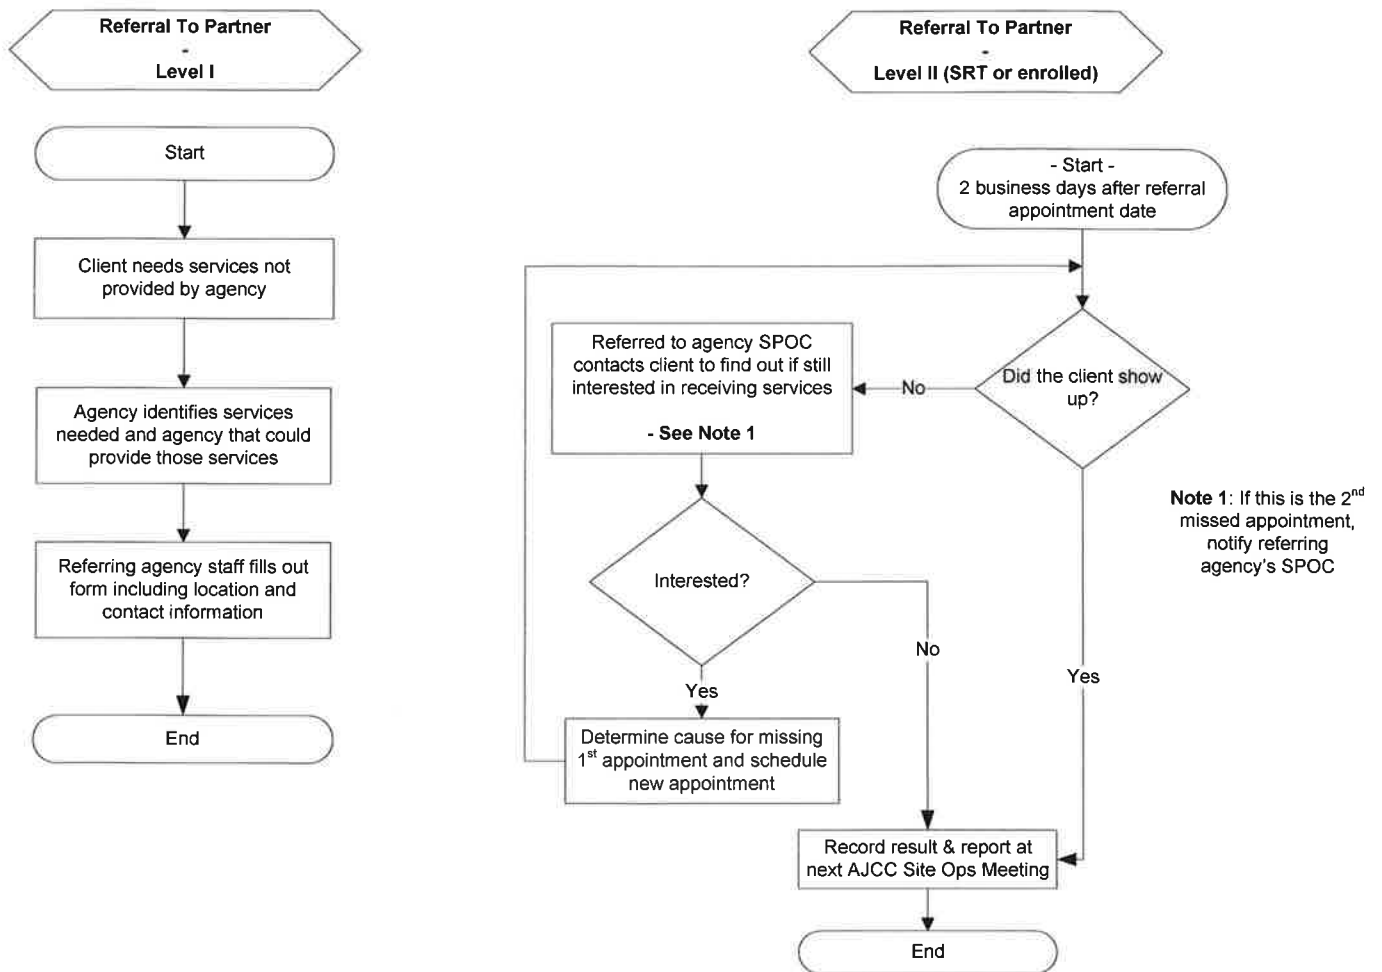 Referral To Partner
-
Level I
Start
Client needs services not
provided by agency
Agency identifies services
needed and agency that could
provide those services
Referring agency staff fills out
form including location and
contact information
End
Referral To Partner
-
Level II (SRT or enrolled)
- Start -
2 business days after referral
appointment date
Did the client show
up?
No
Referred to agency SPOC
contacts client to find out if still
interested in receiving services
- See Note 1
Note 1: If this is the 2nd
missed appointment,
notify referring
agency's SPOC
Interested?
No
Yes
Yes
Determine cause for missing
1st appointment and schedule
new appointment
Record result & report at
next AJCC Site Ops Meeting
End